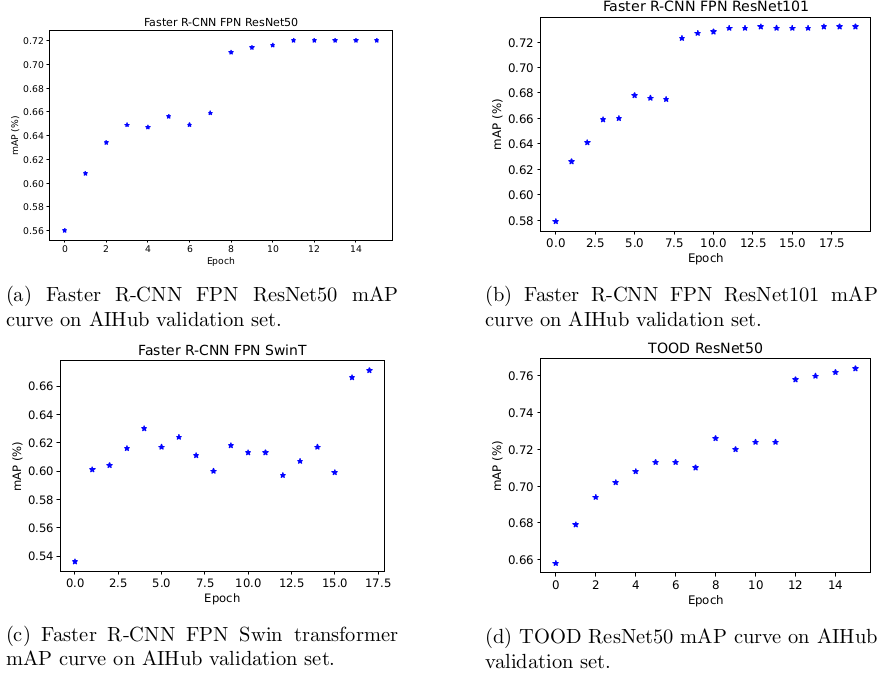 Faster R-CNN FPN ResNet50
0.72
0.70
0.68
0.66
0.64
0.62
0.60
0.58
0.56
mAP (%)
0 2 4 6 8 10 12 14
Epoch
(a) Faster R-CNN FPN ResNet50 mAP
curve on AIHub validation set.
Faster R-CNN FPN ResNet101
0.72
0.70
0.68
0.66
0.64
0.62
0.60
0.58
mAP (%)
0.0 2.5 5.0 7.5 10.0 12.5 15.0 17.5
Epoch
(b) Faster R-CNN FPN ResNet101 mAP
curve on AIHub validation set.
Faster R-CNN FPN SwinT
0.66
0.64
0.62
0.60
0.58
0.56
0.54
mAP (%)
0.0 2.5 5.0 7.5 10.0 12.5 15.0 17.5
Epoch
(c) Faster R-CNN FPN Swin transformer
mAP curve on AIHub validation set.
TOOD ResNet50
0.76
0.74
0.72
0.70
0.68
0.66
mAP (%)
0 2 4 6 8 10 12 14
Epoch
(d) TOOD ResNet50 mAP curve on AIHub
validation set.